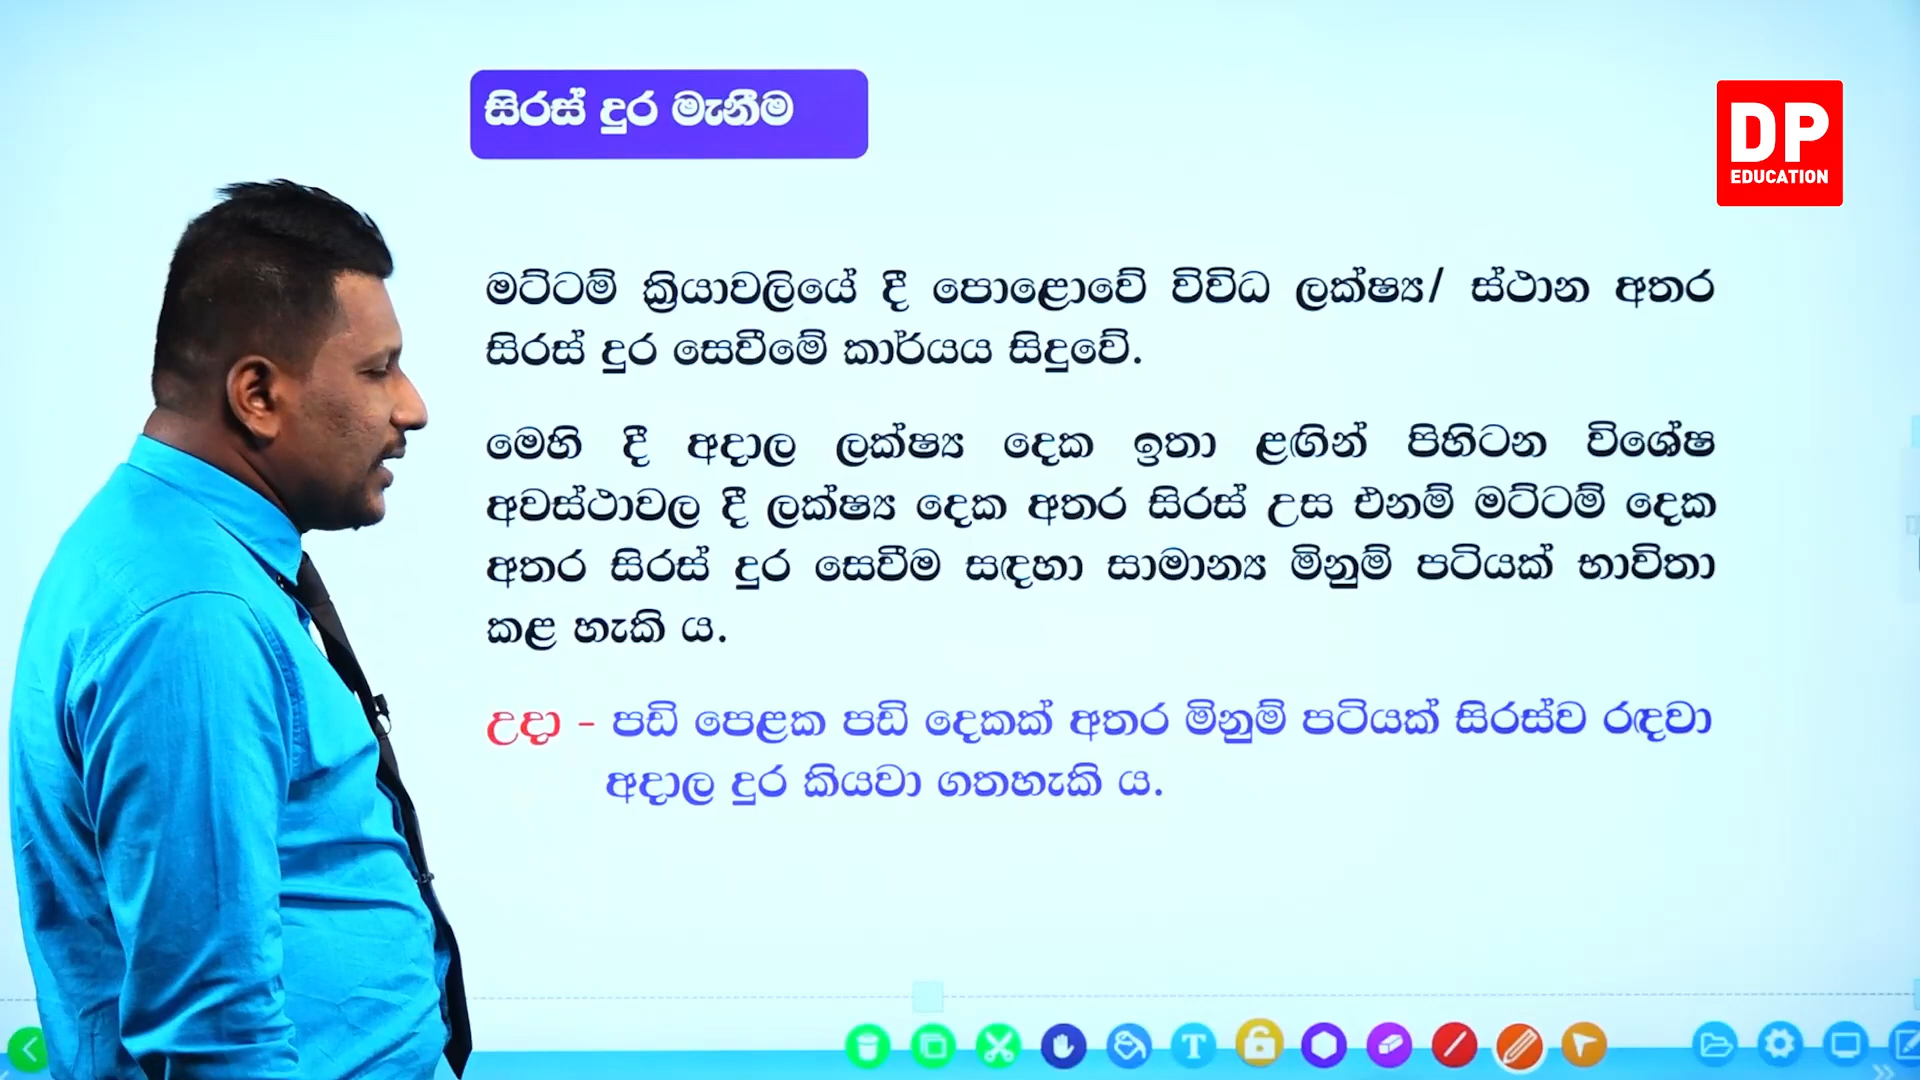 සිරස් දුර මැනීම
DP
EDUCATION
මට්ටම් ක්‍රියාවලියේ දී පොළොවේ විවිධ ලක්ෂ්‍ය/ ස්ථාන අතර
සිරස් දුර සෙවීමේ කාර්යය සිදුවේ.
මෙහි දී අදාල ලක්ෂ්‍ය දෙක ඉතා ළඟින් පිහිටන විශේෂ
අවස්ථාවල දී ලක්ෂ්‍ය දෙක අතර සිරස් උස එනම් මට්ටම් දෙක
අතර සිරස් දුර සෙවීම සඳහා සාමාන්‍ය මිනුම් පටියක් භාවිතා
කළ හැකි ය.
උදා - පඩි පෙළක පඩි දෙකක් අතර මිනුම් පටියක් සිරස්ව රඳවා
අදාල දුර කියවා ගතහැකි ය.